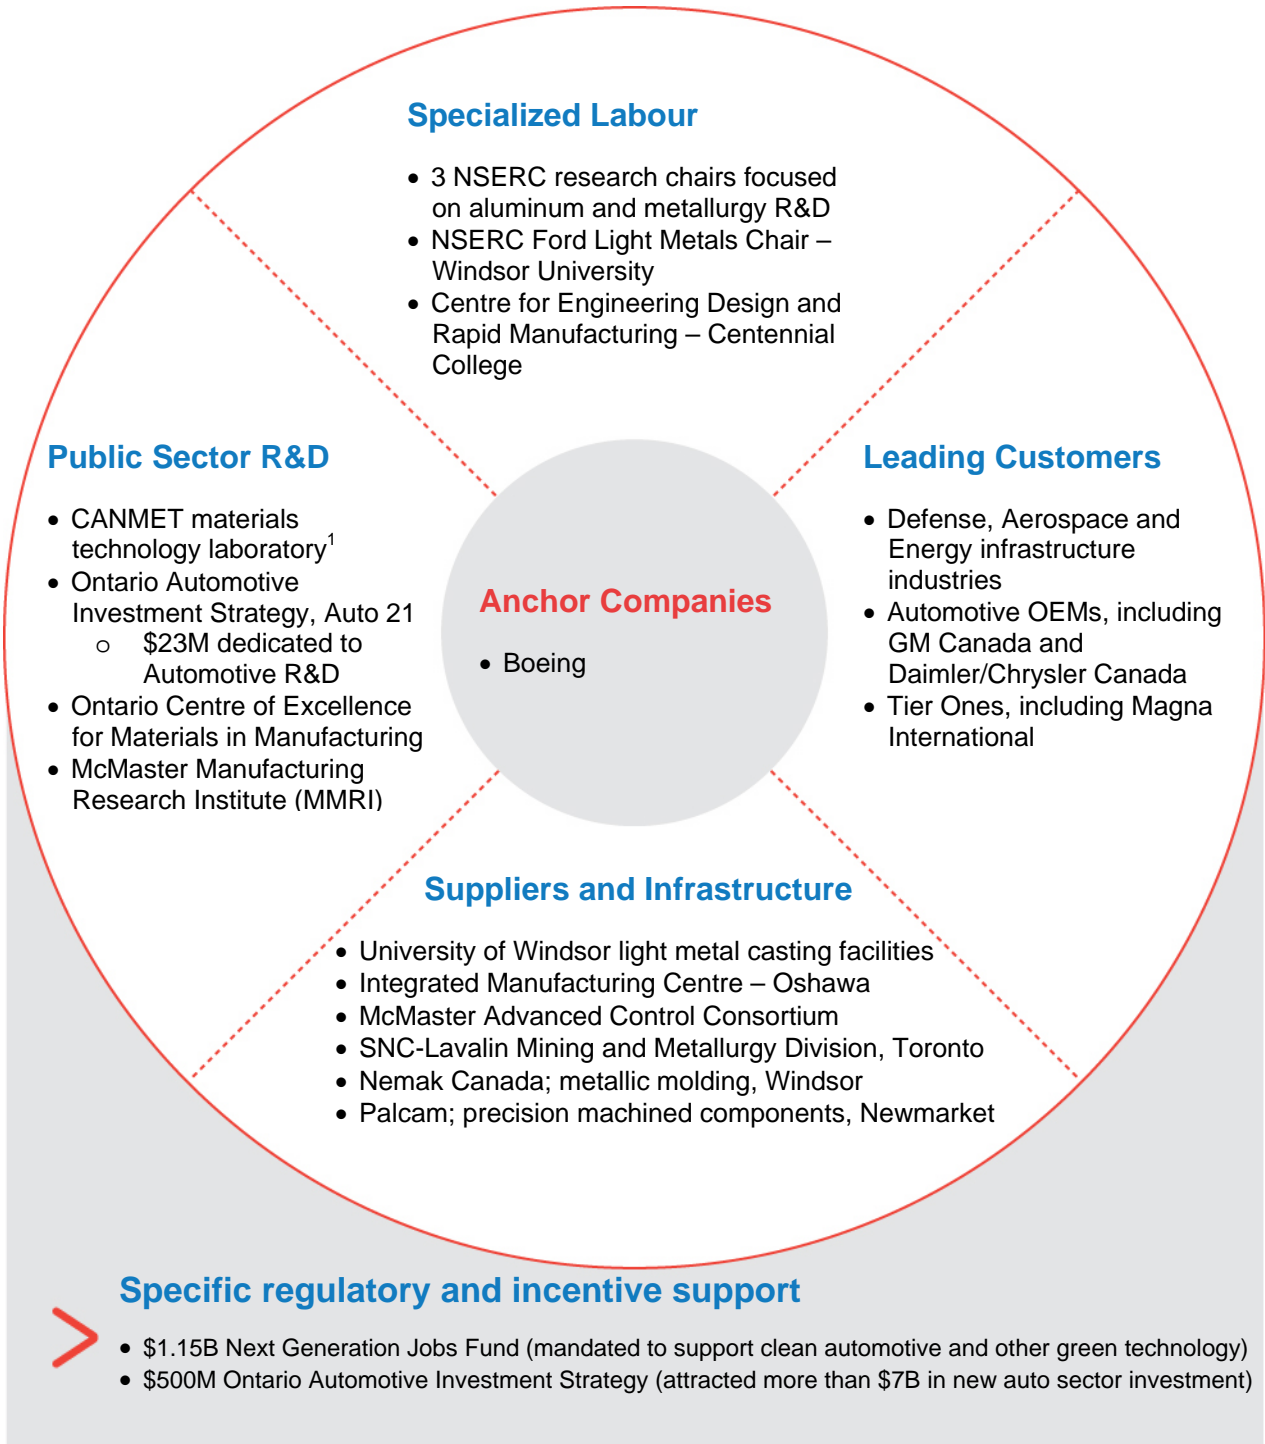 Specialized Labour
• 3 NSERC research chairs focused
on aluminum and metallurgy R&D
• NSERC Ford Light Metals Chair –
Windsor University
• Centre for Engineering Design and
Rapid Manufacturing – Centennial
College
Public Sector R&D
• CANMET materials
technology laboratory¹
• Ontario Automotive
Investment Strategy, Auto 21
o $23M dedicated to
Automotive R&D
• Ontario Centre of Excellence
for Materials in Manufacturing
• McMaster Manufacturing
Research Institute (MMRI)
Anchor Companies
• Boeing
Leading Customers
• Defense, Aerospace and
Energy infrastructure
industries
• Automotive OEMs, including
GM Canada and
Daimler/Chrysler Canada
• Tier Ones, including Magna
International
Suppliers and Infrastructure
• University of Windsor light metal casting facilities
• Integrated Manufacturing Centre – Oshawa
• McMaster Advanced Control Consortium
• SNC-Lavalin Mining and Metallurgy Division, Toronto
• Nemak Canada; metallic molding, Windsor
• Palcam; precision machined components, Newmarket
Specific regulatory and incentive support
• $1.15B Next Generation Jobs Fund (mandated to support clean automotive and other green technology)
• $500M Ontario Automotive Investment Strategy (attracted more than $7B in new auto sector investment)